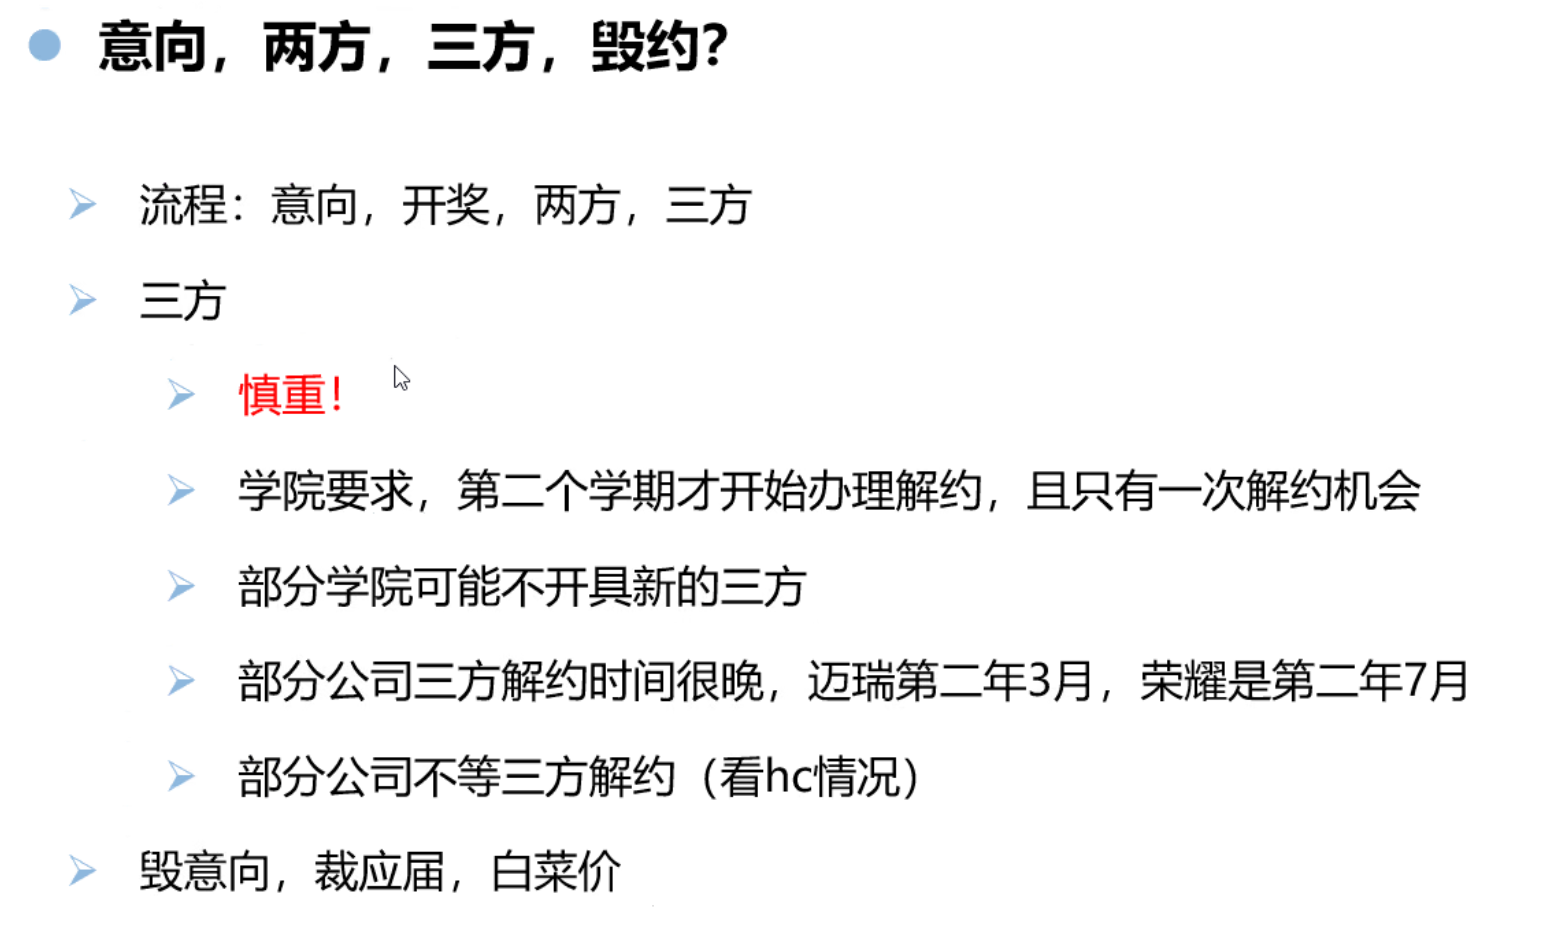 意向，两方，三方，毁约？
流程：意向，开奖，两方，三方
三方
慎重！
学院要求，第二个学期才开始办理解约，且只有一次解约机会
部分学院可能不开具新的三方
部分公司三方解约时间很晚，迈瑞第二年3月，荣耀是第二年7月
部分公司不等三方解约（看hc情况）
毁意向，裁应届，白菜价